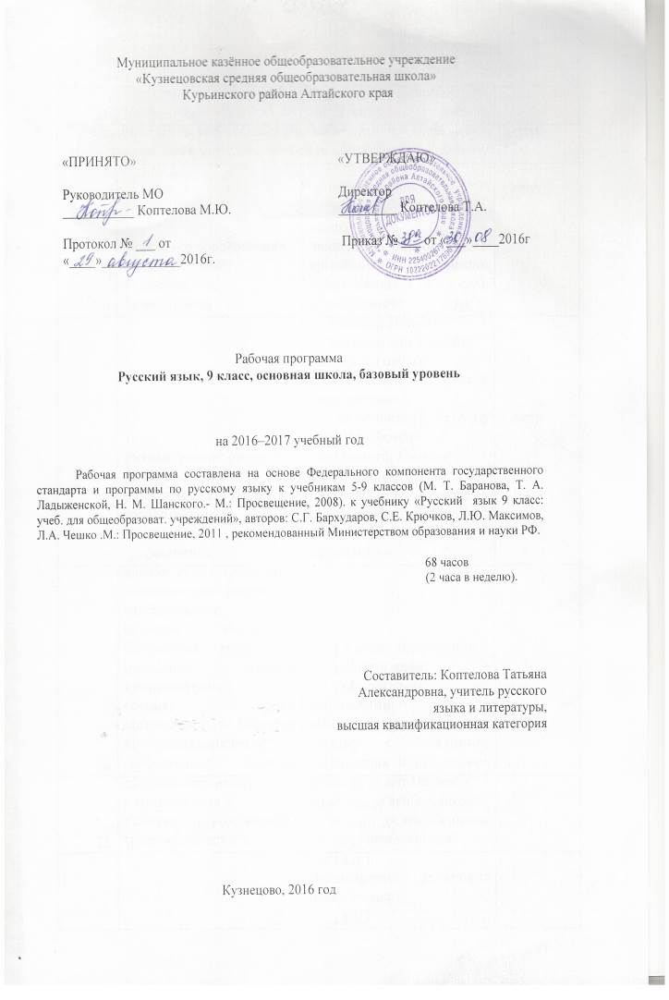 Муниципальное казённое общеобразовательное учреждение
«Кузнецовская средняя общеобразовательная школа»
Курьинского района Алтайского края
«ПРИНЯТО»
Руководитель МО
__________ Коптелова М.Ю.
Протокол № 1 от
«29» августа 2016г.
«УТВЕРЖДАЮ»
Директор
Коптелова Т.А.
Приказ № от «30» 08 2016г
ДЛЯ
ДОКУМЕНТОВ
Рабочая программа
Русский язык, 9 класс, основная школа, базовый уровень
на 2016–2017 учебный год
Рабочая программа составлена на основе Федерального компонента государственного
стандарта и программы по русскому языку к учебникам 5-9 классов (М. Т. Баранова, Т. А.
Ладыженской, Н. М. Шанского.- М.: Просвещение, 2008). к учебнику «Русский язык 9 класс:
учеб. для общеобразоват. учреждений», авторов: С.Г. Бархударов, С.Е. Крючков, Л.Ю. Максимов,
Л.А. Чешко .М.: Просвещение, 2011 , рекомендованный Министерством образования и науки РФ.
68 часов
(2 часа в неделю).
Составитель: Коптелова Татьяна
Александровна, учитель русского
языка и литературы,
высшая квалификационная категория
Кузнецово, 2016 год